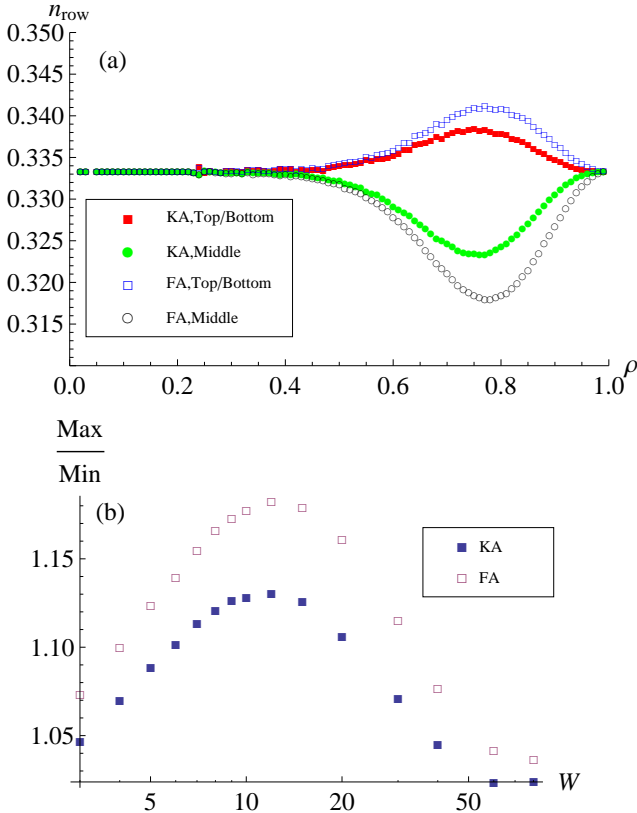 n_row
0.350
(a)
0.345
0.340
0.335
0.330
0.325
0.320
0.315
KA,Top/Bottom
KA,Middle
FA,Top/Bottom
FA,Middle
0.0 0.2 0.4 0.6 0.8 1.0
ρ
Max
Min
(b)
1.15
1.10
1.05
KA
FA
5 10 20 50
W